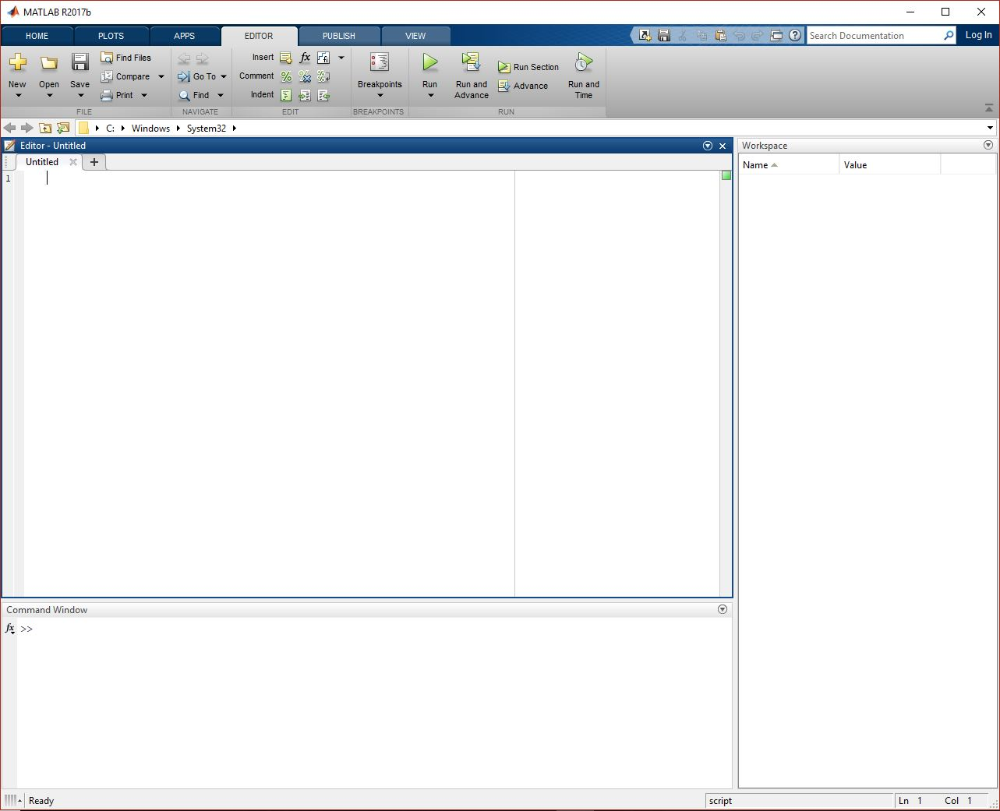 MATLAB R2017b
HOME PLOTS APPS EDITOR PUBLISH VIEW Search Documentation Log In
New Open Save Find Files Compare Print
FILE
Go To Find
NAVIGATE
Insert fx fi
Comment % % %
Indent
EDIT
Breakpoints
BREAKPOINTS
Run Run and Advance Run Section Advance Run and Time
RUN
C: Windows System32
Editor - Untitled
Untitled +
1
Workspace
Name Value
Command Window
fx >>
Ready script Ln 1 Col 1